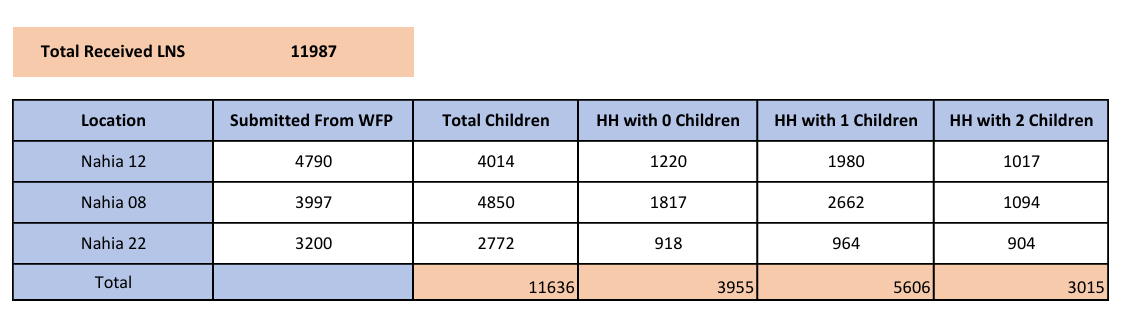 Total Received LNS 11987
Location Submitted From WFP Total Children HH with 0 Children HH with 1 Children HH with 2 Children
Nahia 12 4790 4014 1220 1980 1017
Nahia 08 3997 4850 1817 2662 1094
Nahia 22 3200 2772 918 964 904
Total 11636 3955 5606 3015